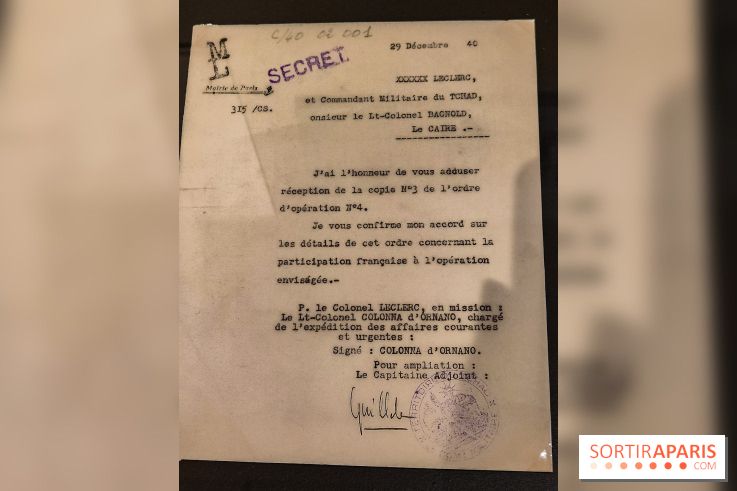 C/40 02 001
29 Décembre 40
ML
SECRET
Mairie de Paris
315 /CS.
XXXXXX LECLERC,
et Commandant Militaire du TCHAD,
onsieur le Lt-Colonel BAGNOLD,
Le CAIRE .-
J'ai l'honneur de vous adduser
réception de la copie N°3 de l'ordre
d'opération N°4.
Je vous confirme mon accord sur
les détails de cet ordre concernant la
participation française à l'opération
envisagée.-
P. le Colonel LECLERC, en mission :
Le Lt-Colonel COLONNA d'ORNANO, chargé
de l'expédition des affaires courantes
et urgentes :
Signé : COLONNA d'ORNANO.
Pour ampliation :
Le Capitaine Adjoint :
SORTIRAPARIS
.COM